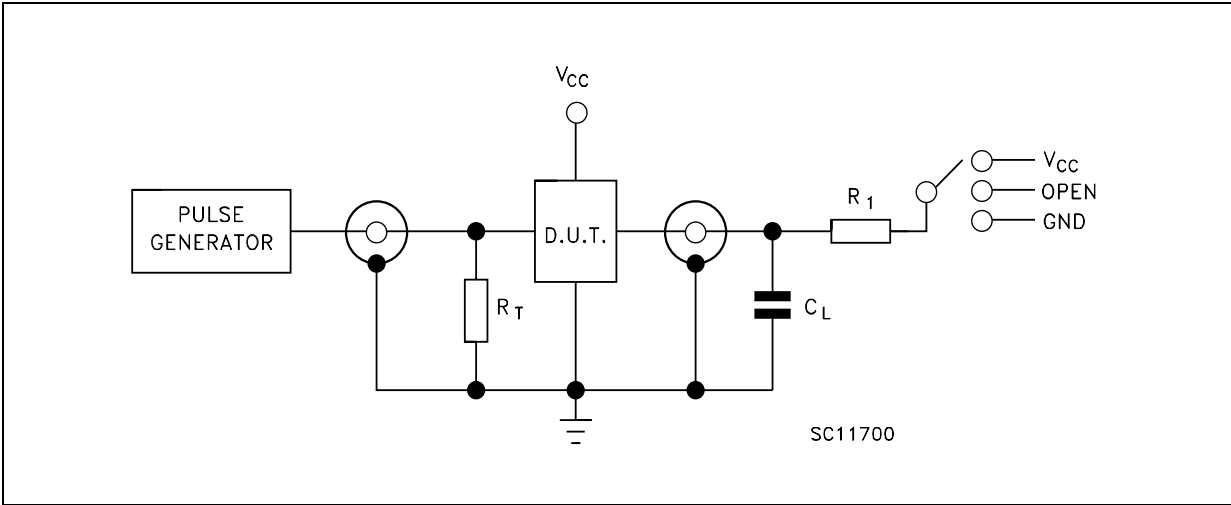 VCC
PULSE
GENERATOR
D.U.T.
RT
CL
R1
VCC
OPEN
GND
SC11700